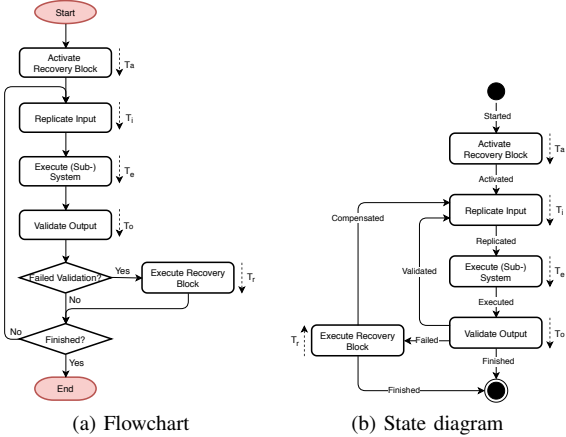 Start
Activate
Recovery Block
Ta
Replicate Input
Ti
Execute (Sub-)
System
Te
Validate Output
To
Failed Validation?
Yes
Execute Recovery
Block
Tr
No
Finished?
No
Yes
End
(a) Flowchart
Started
Activate
Recovery Block
Ta
Activated
Replicate Input
Ti
Compensated
Replicated
Validated
Execute (Sub-)
System
Te
Executed
Tr
Execute Recovery
Block
Failed
Validate Output
To
Finished
Finished
(b) State diagram